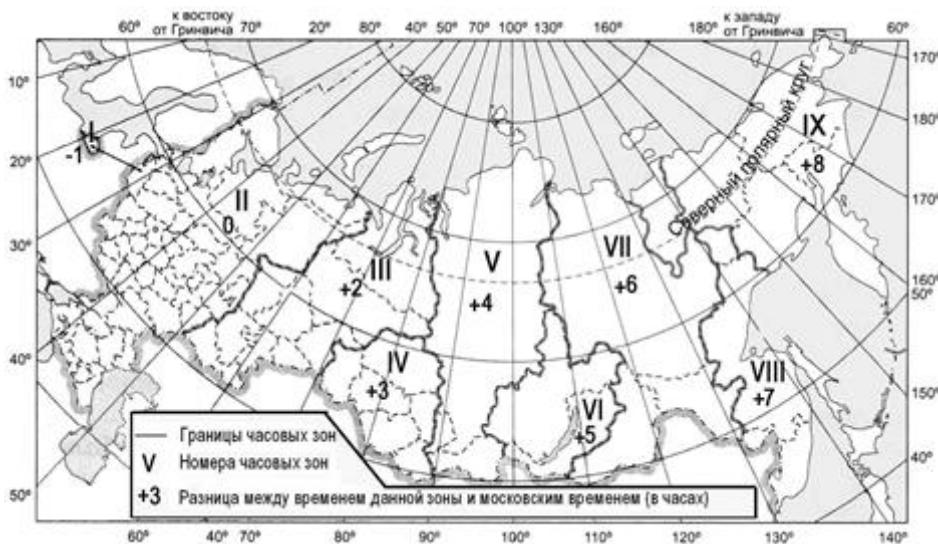 к востоку от Гринвича
60° 70° 20° 80° 40° 50° 70° 100° 130° 160° 180°
к западу от Гринвича
60°
10°
20°
30°
40°
50°
170°
180°
170°
160°
50°
150°
40°
I
-1
II
0
III
+2
IV
+3
V
+4
VI
+5
VII
+6
VIII
+7
IX
+8
Северный полярный круг
Границы часовых зон
V Номера часовых зон
+3 Разница между временем данной зоны и московским временем (в часах)
60° 40° 70° 80° 90° 100° 110° 120° 130° 140°